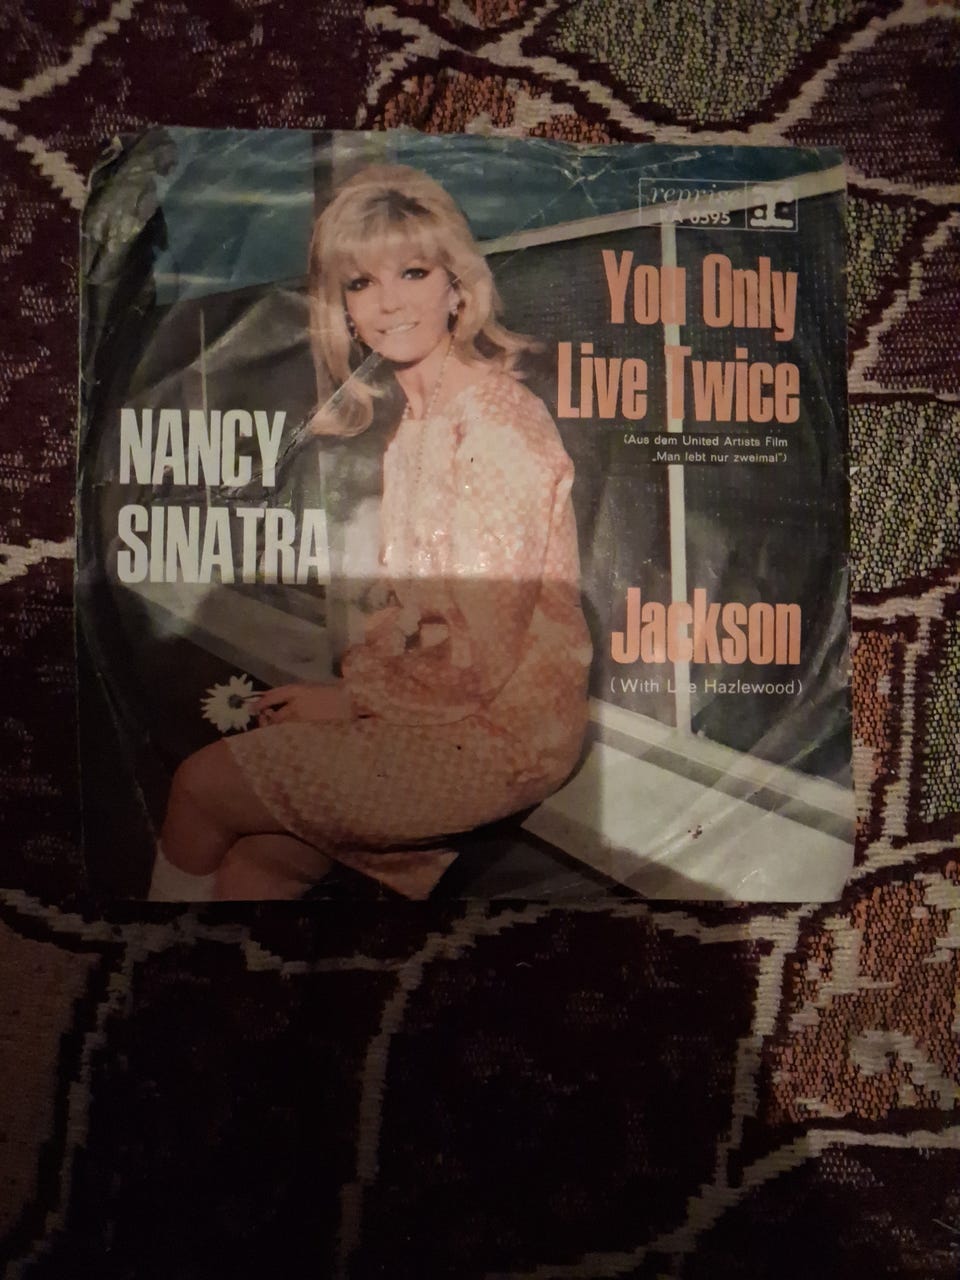 reprise
RA 0595
You Only
Live Twice
(Aus dem United Artists Film
„Man lebt nur zweimal")
NANCY
SINATRA
Jackson
(With Lee Hazlewood)